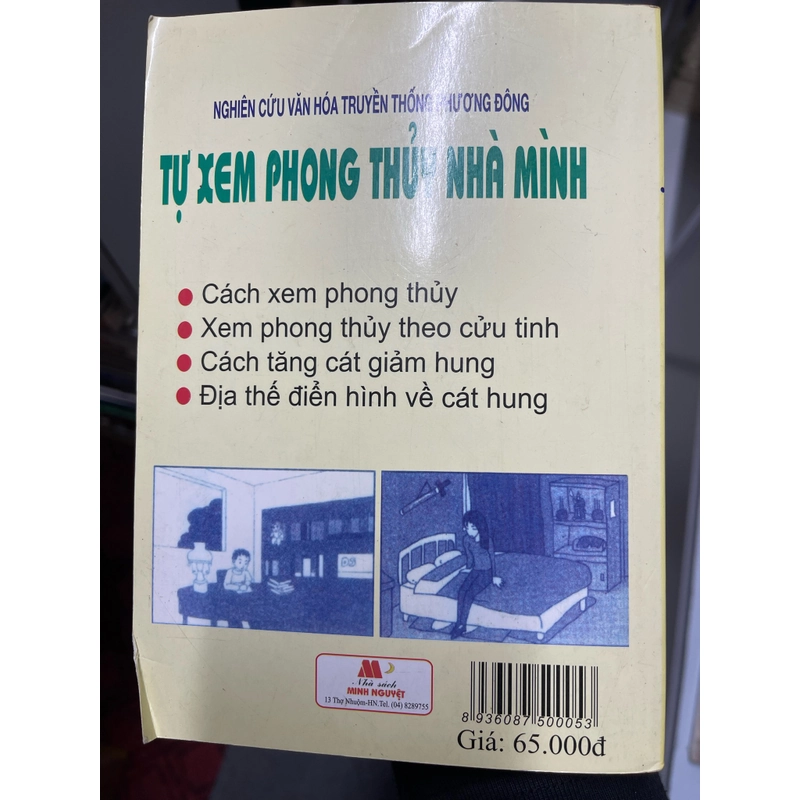 NGHIÊN CỨU VĂN HÓA TRUYỀN THỐNG PHƯƠNG ĐÔNG
TỰ XEM PHONG THỦY NHÀ MÌNH
● Cách xem phong thủy
● Xem phong thủy theo cửu tinh
● Cách tăng cát giảm hung
● Địa thế điển hình về cát hung
M
Nhà sách
MINH NGUYỆT
13 Thợ Nhuộm-HN.Tel. (04) 8289755
8 936087 500053
Giá: 65.000đ